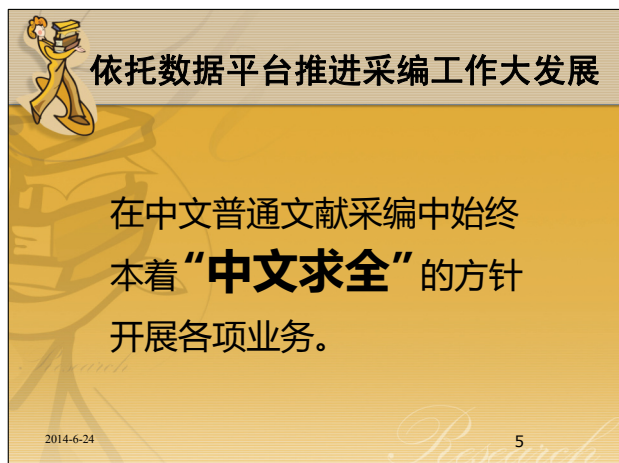 依托数据平台推进采编工作大发展
在中文普通文献采编中始终
本着“中文求全”的方针
开展各项业务。
Research
2014-6-24
5
Research